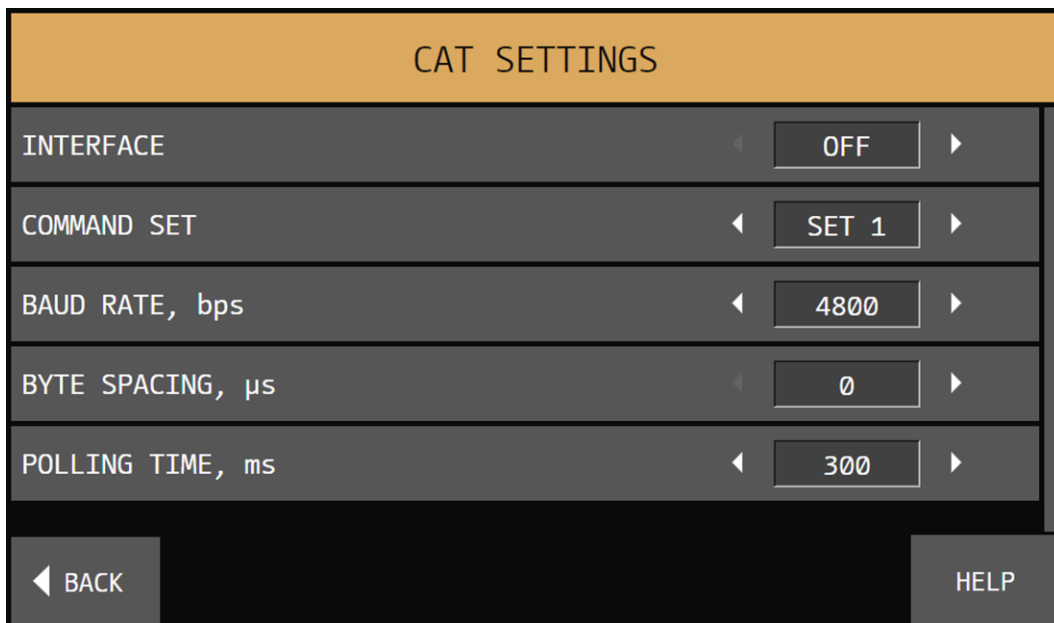 CAT SETTINGS
INTERFACE OFF
COMMAND SET SET 1
BAUD RATE, bps 4800
BYTE SPACING, µs 0
POLLING TIME, ms 300
BACK HELP